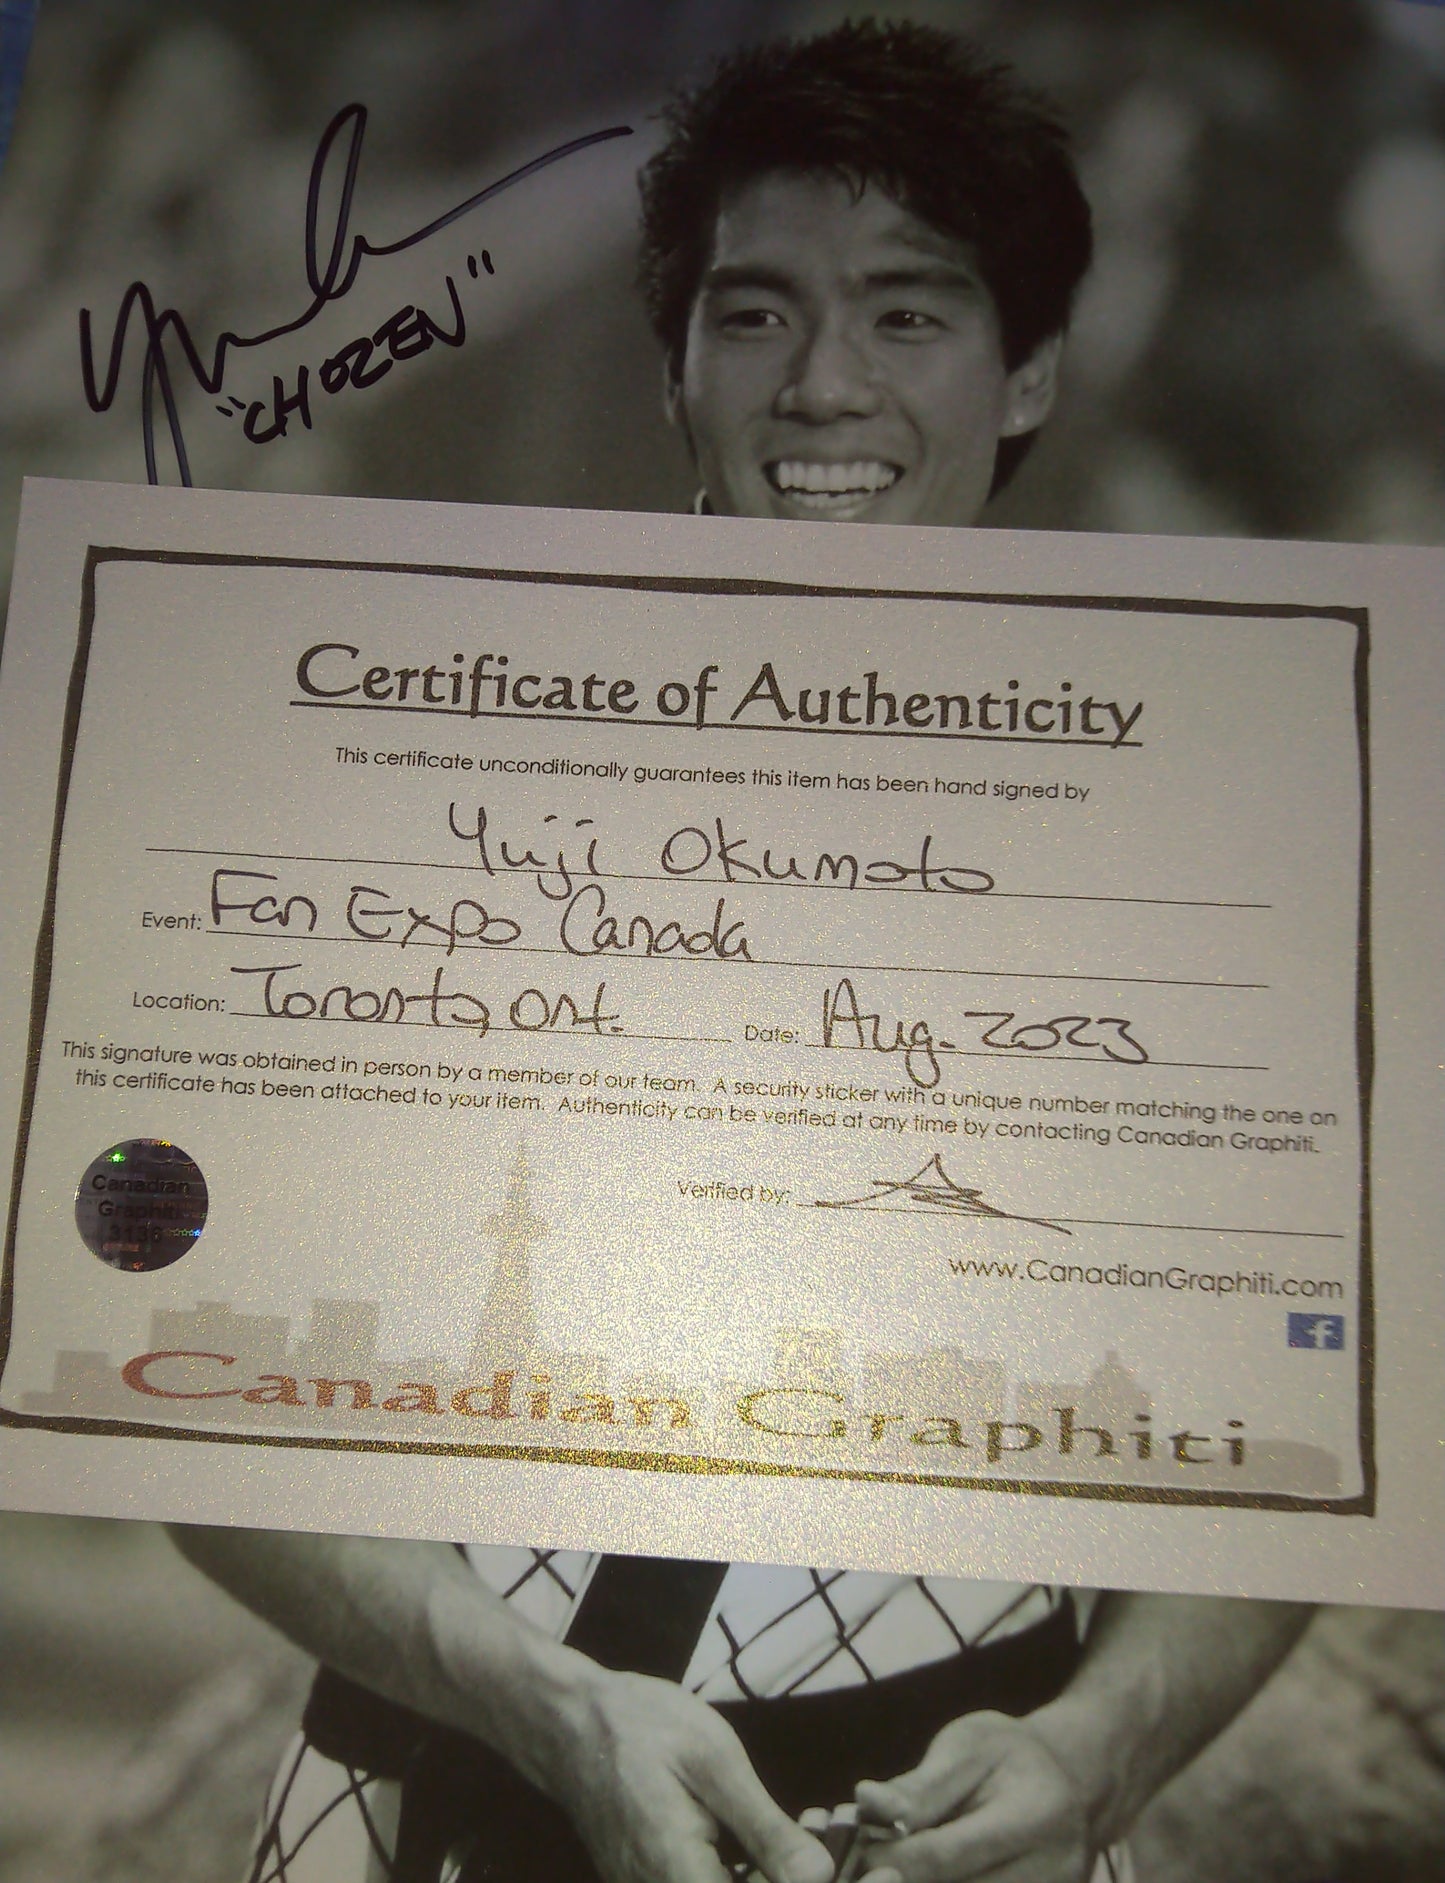 "CHOZEN"
Certificate of Authenticity
This certificate unconditionally guarantees this item has been hand signed by
Yuji Okumoto
Event: Fan Expo Canada
Location: Toronto, Ont. Date: Aug. 2023
This signature was obtained in person by a member of our team. A security sticker with a unique number matching the one on
this certificate has been attached to your item. Authenticity can be verified at any time by contacting Canadian Graphiti.
Canadian
Graphiti
Verified by:
www.CanadianGraphiti.com
f
Canadian Graphiti